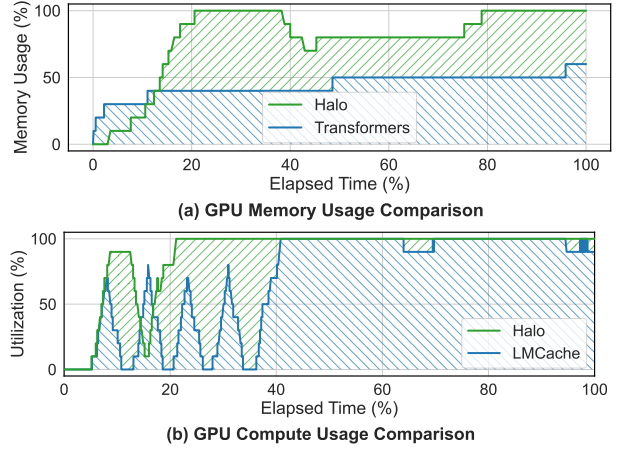 Memory Usage (%)
100
50
0
Halo
Transformers
0
20
40
60
80
100
Elapsed Time (%)
(a) GPU Memory Usage Comparison
Utilization (%)
100
50
0
Halo
LMCache
0
20
40
60
80
100
Elapsed Time (%)
(b) GPU Compute Usage Comparison